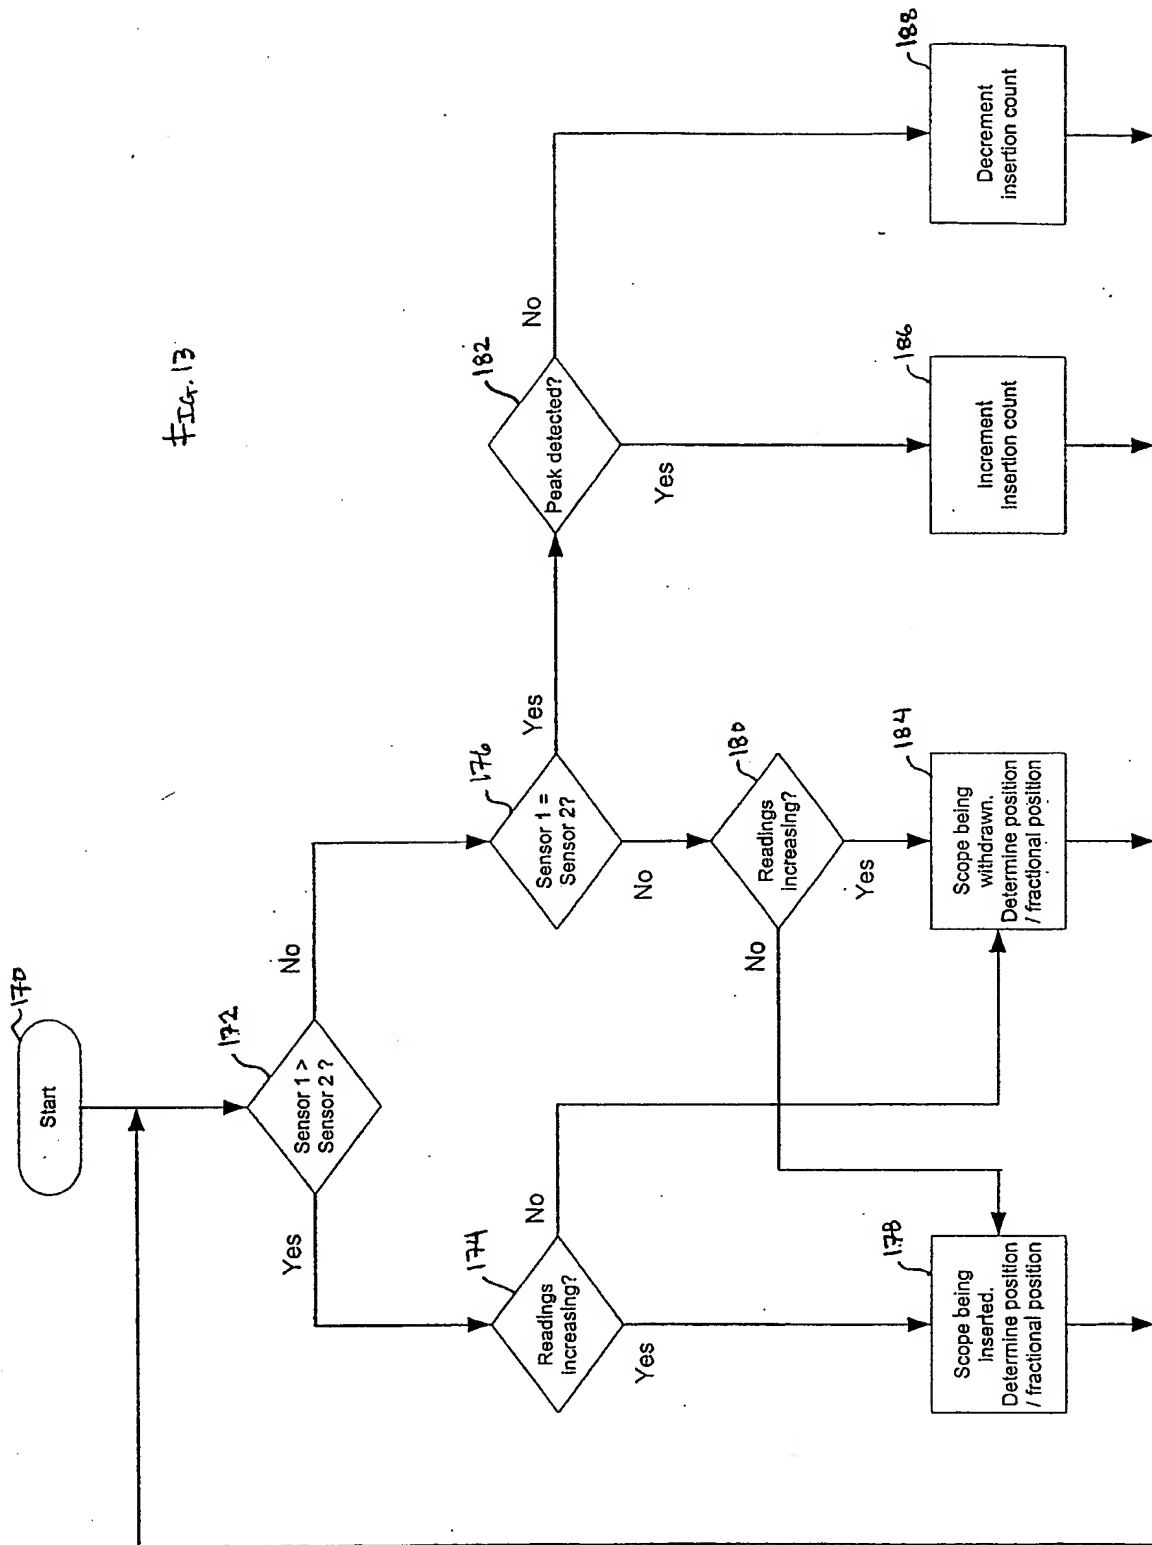 FIG. 13
170
Start
172
Sensor 1 >
Sensor 2 ?
Yes
No
174
Readings
increasing?
Yes
No
176
Sensor 1 =
Sensor 2?
Yes
No
180
Readings
increasing?
No
Yes
182
Peak detected?
No
Yes
178
Scope being
inserted.
Determine position
/ fractional position
184
Scope being
withdrawn.
Determine position
/ fractional position
186
Increment
insertion count
188
Decrement
insertion count